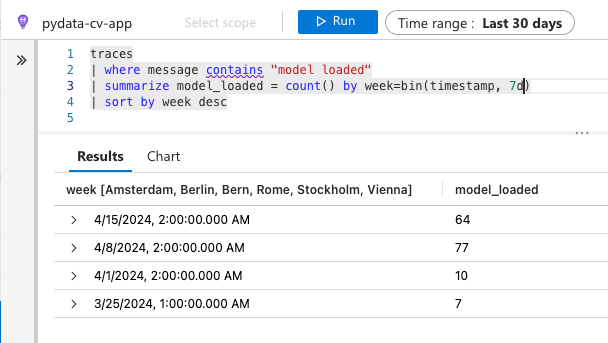 pydata-cv-app
Select scope
Run
Time range : Last 30 days
1 traces
2 | where message contains "model loaded"
3 | summarize model_loaded = count() by week=bin(timestamp, 7d)
4 | sort by week desc
5
Results Chart
week [Amsterdam, Berlin, Bern, Rome, Stockholm, Vienna] model_loaded
4/15/2024, 2:00:00.000 AM 64
4/8/2024, 2:00:00.000 AM 77
4/1/2024, 2:00:00.000 AM 10
3/25/2024, 1:00:00.000 AM 7